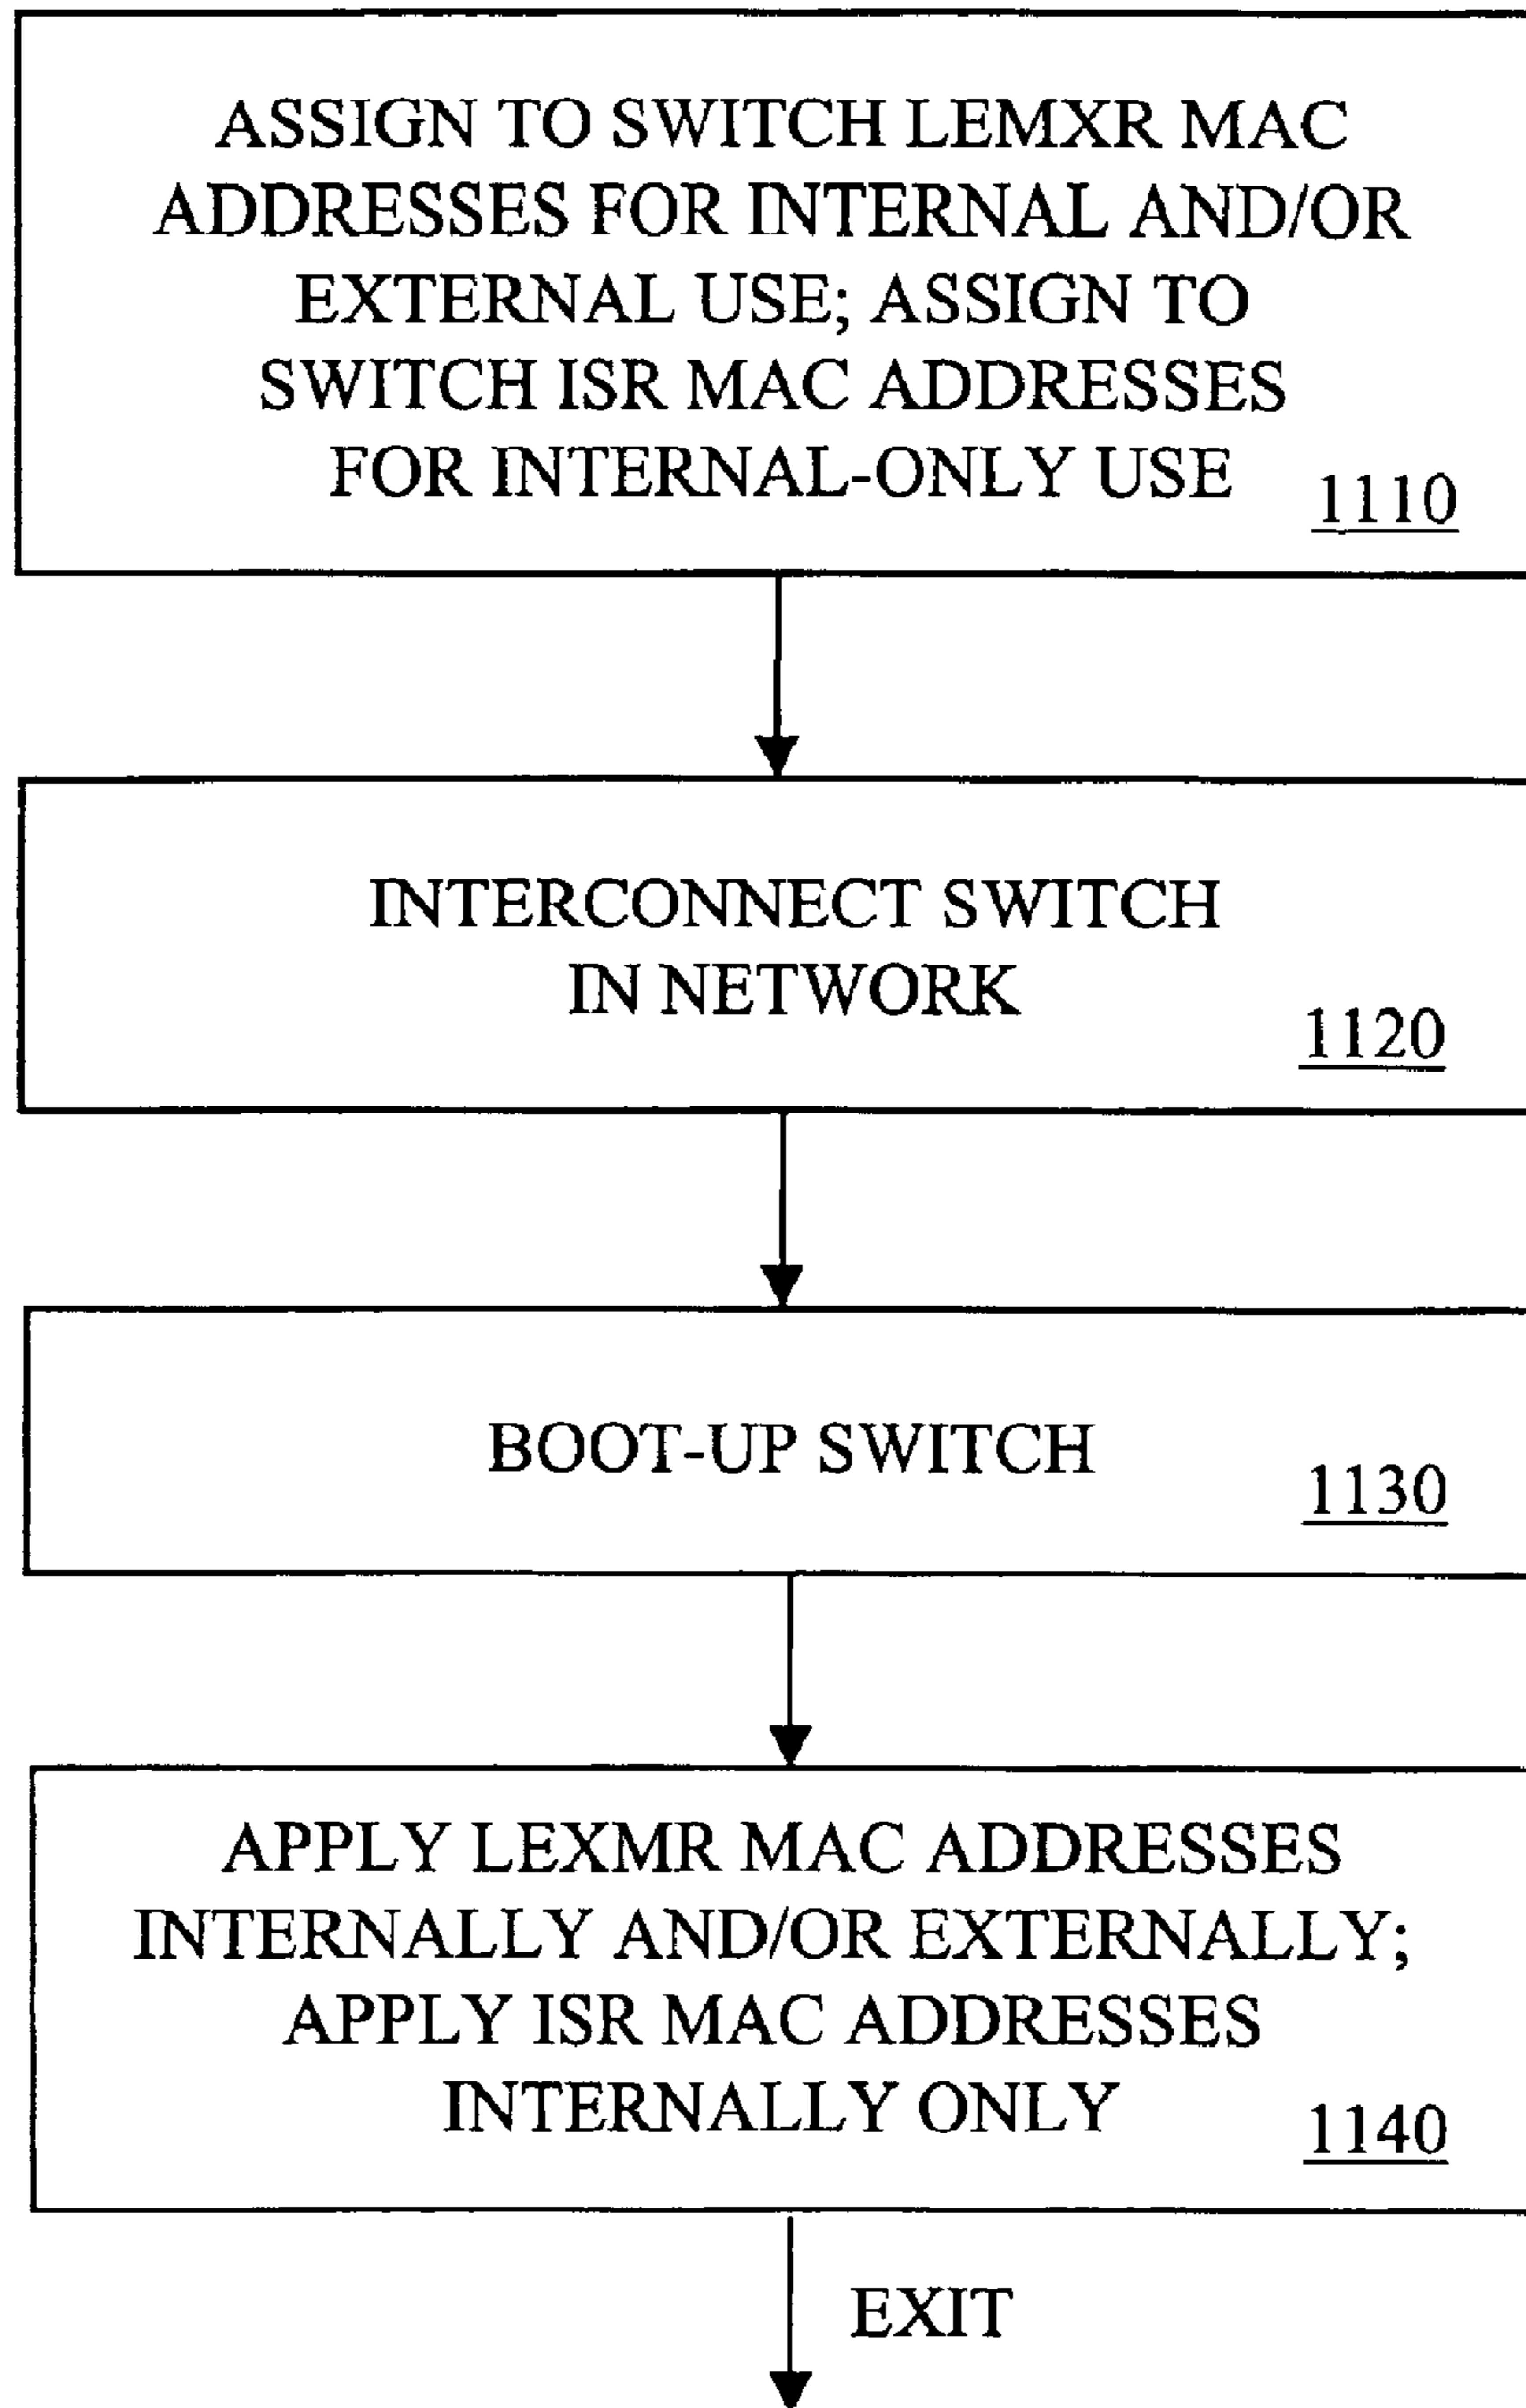 ASSIGN TO SWITCH LEMXR MAC
ADDRESSES FOR INTERNAL AND/OR
EXTERNAL USE; ASSIGN TO
SWITCH ISR MAC ADDRESSES
FOR INTERNAL-ONLY USE
1110
INTERCONNECT SWITCH
IN NETWORK
1120
BOOT-UP SWITCH
1130
APPLY LEXMR MAC ADDRESSES
INTERNALLY AND/OR EXTERNALLY;
APPLY ISR MAC ADDRESSES
INTERNALLY ONLY
1140
EXIT